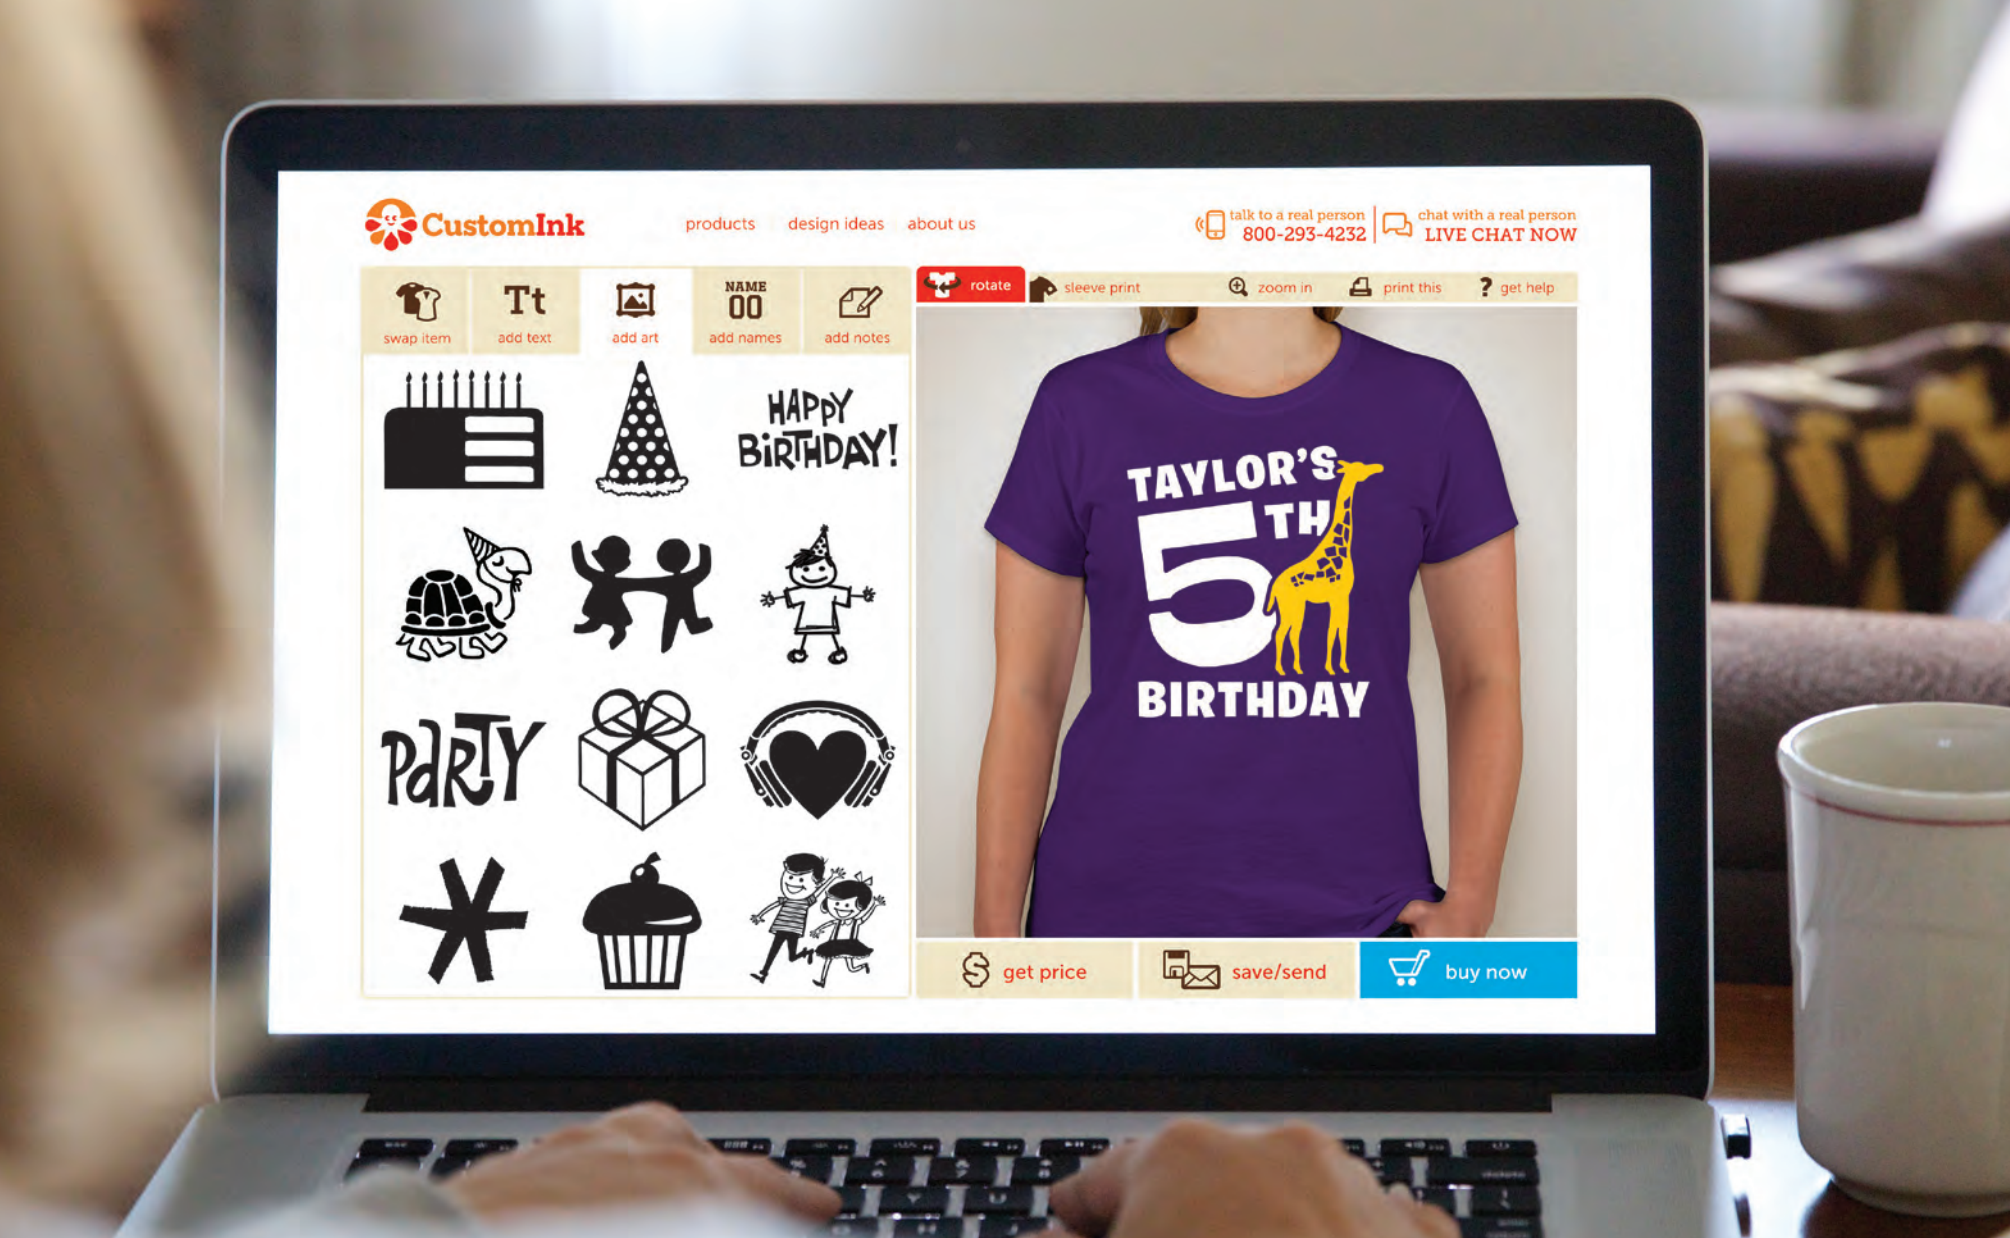 CustomInk
products
design ideas
about us
talk to a real person
800-293-4232
chat with a real person
LIVE CHAT NOW
swap item
Tt
add text
add art
NAME
00
add names
add notes
rotate
sleeve print
zoom in
print this
? get help
HAPPY
BIRTHDAY!
PaRTY
TAYLOR'S
5TH
BIRTHDAY
$ get price
save/send
buy now
delete